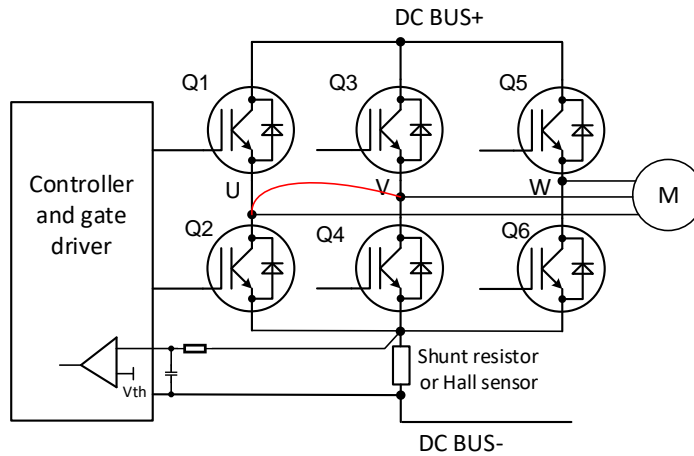 DC BUS+
Q1
Q3
Q5
Controller
and gate
driver
U
V
W
M
Q2
Q4
Q6
Vth
Shunt resistor
or Hall sensor
DC BUS-